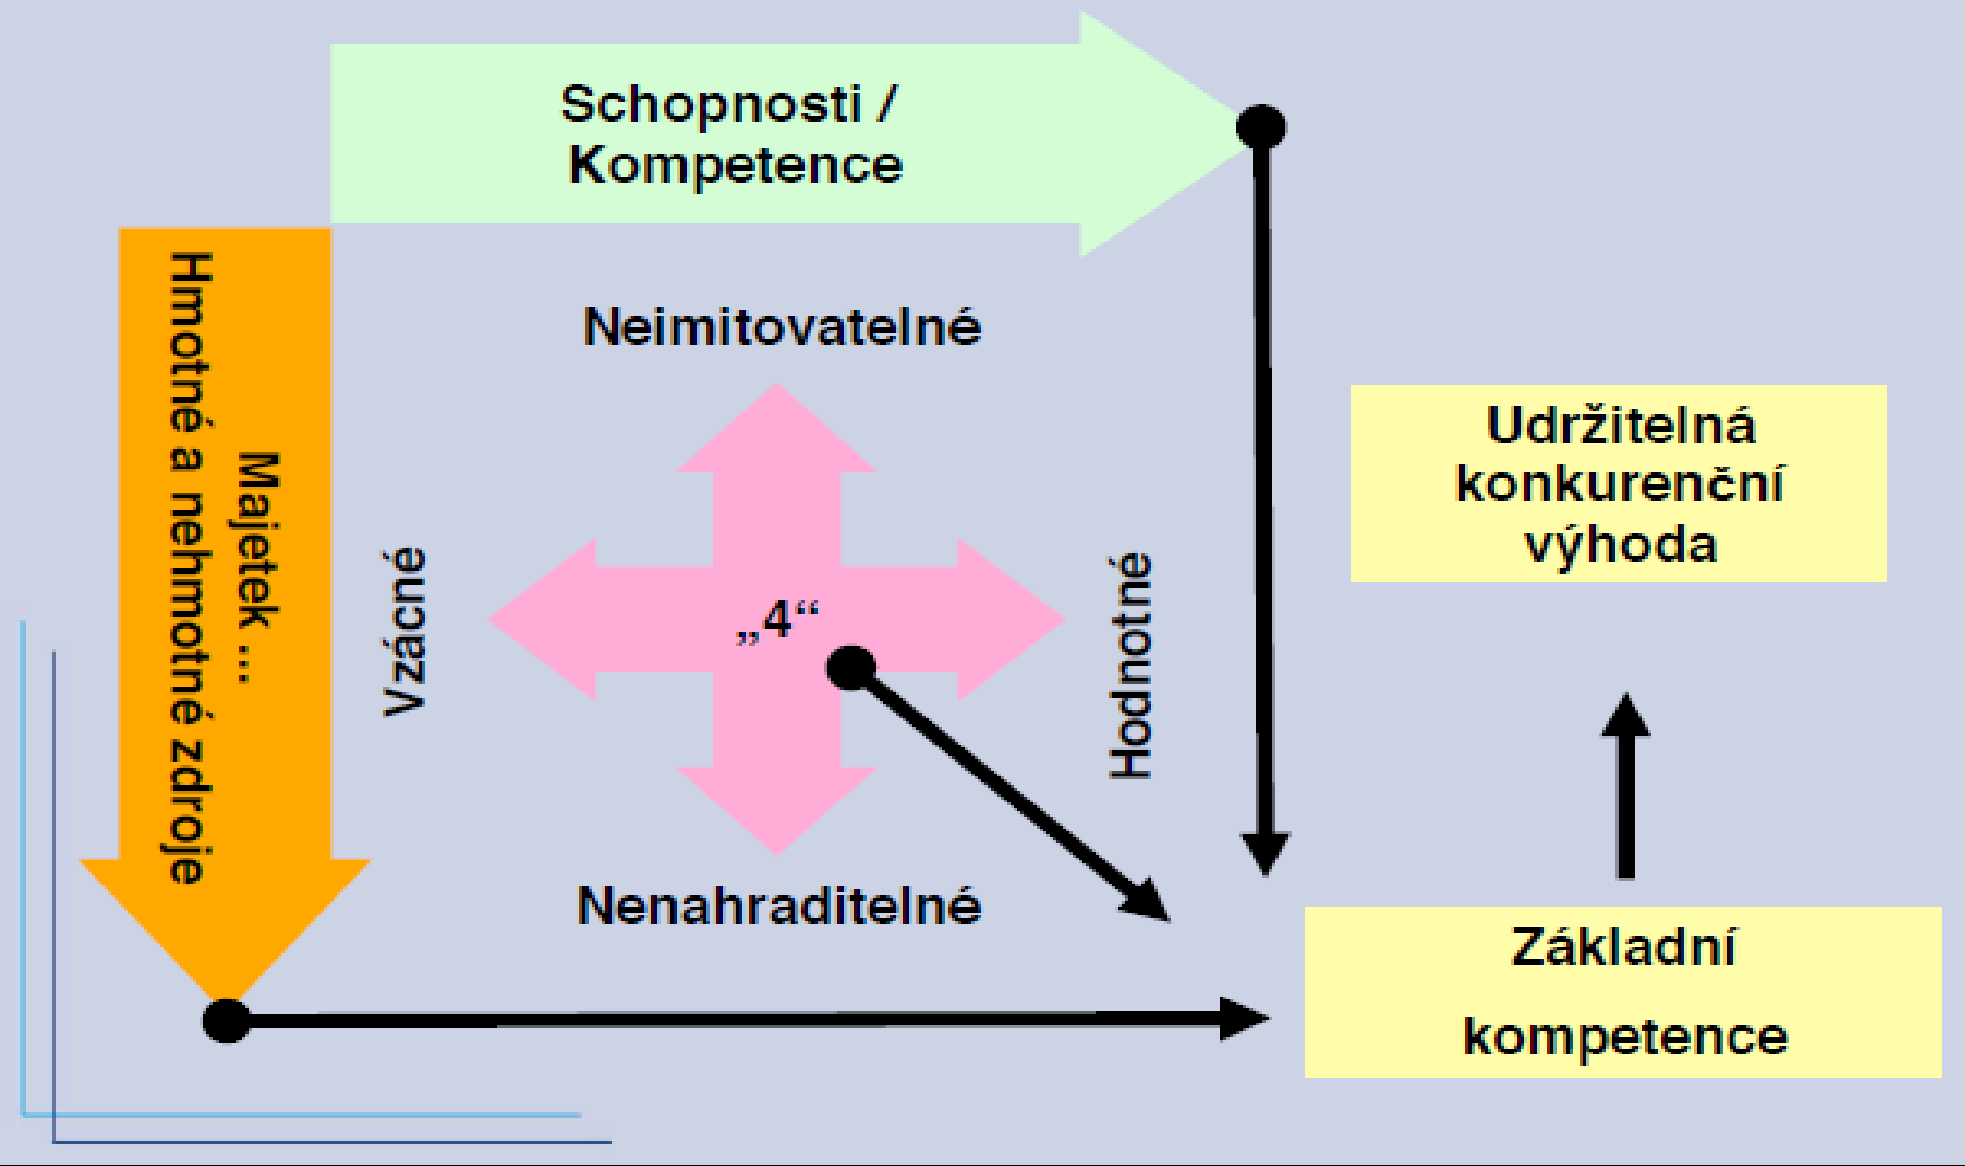 Schopnosti /
Kompetence
Majetek ...
Hmotné a nehmotné zdroje
Neimitovatelné
Vzácné
„4“
Hodnotné
Nenahraditelné
Udržitelná
konkurenční
výhoda
Základní
kompetence